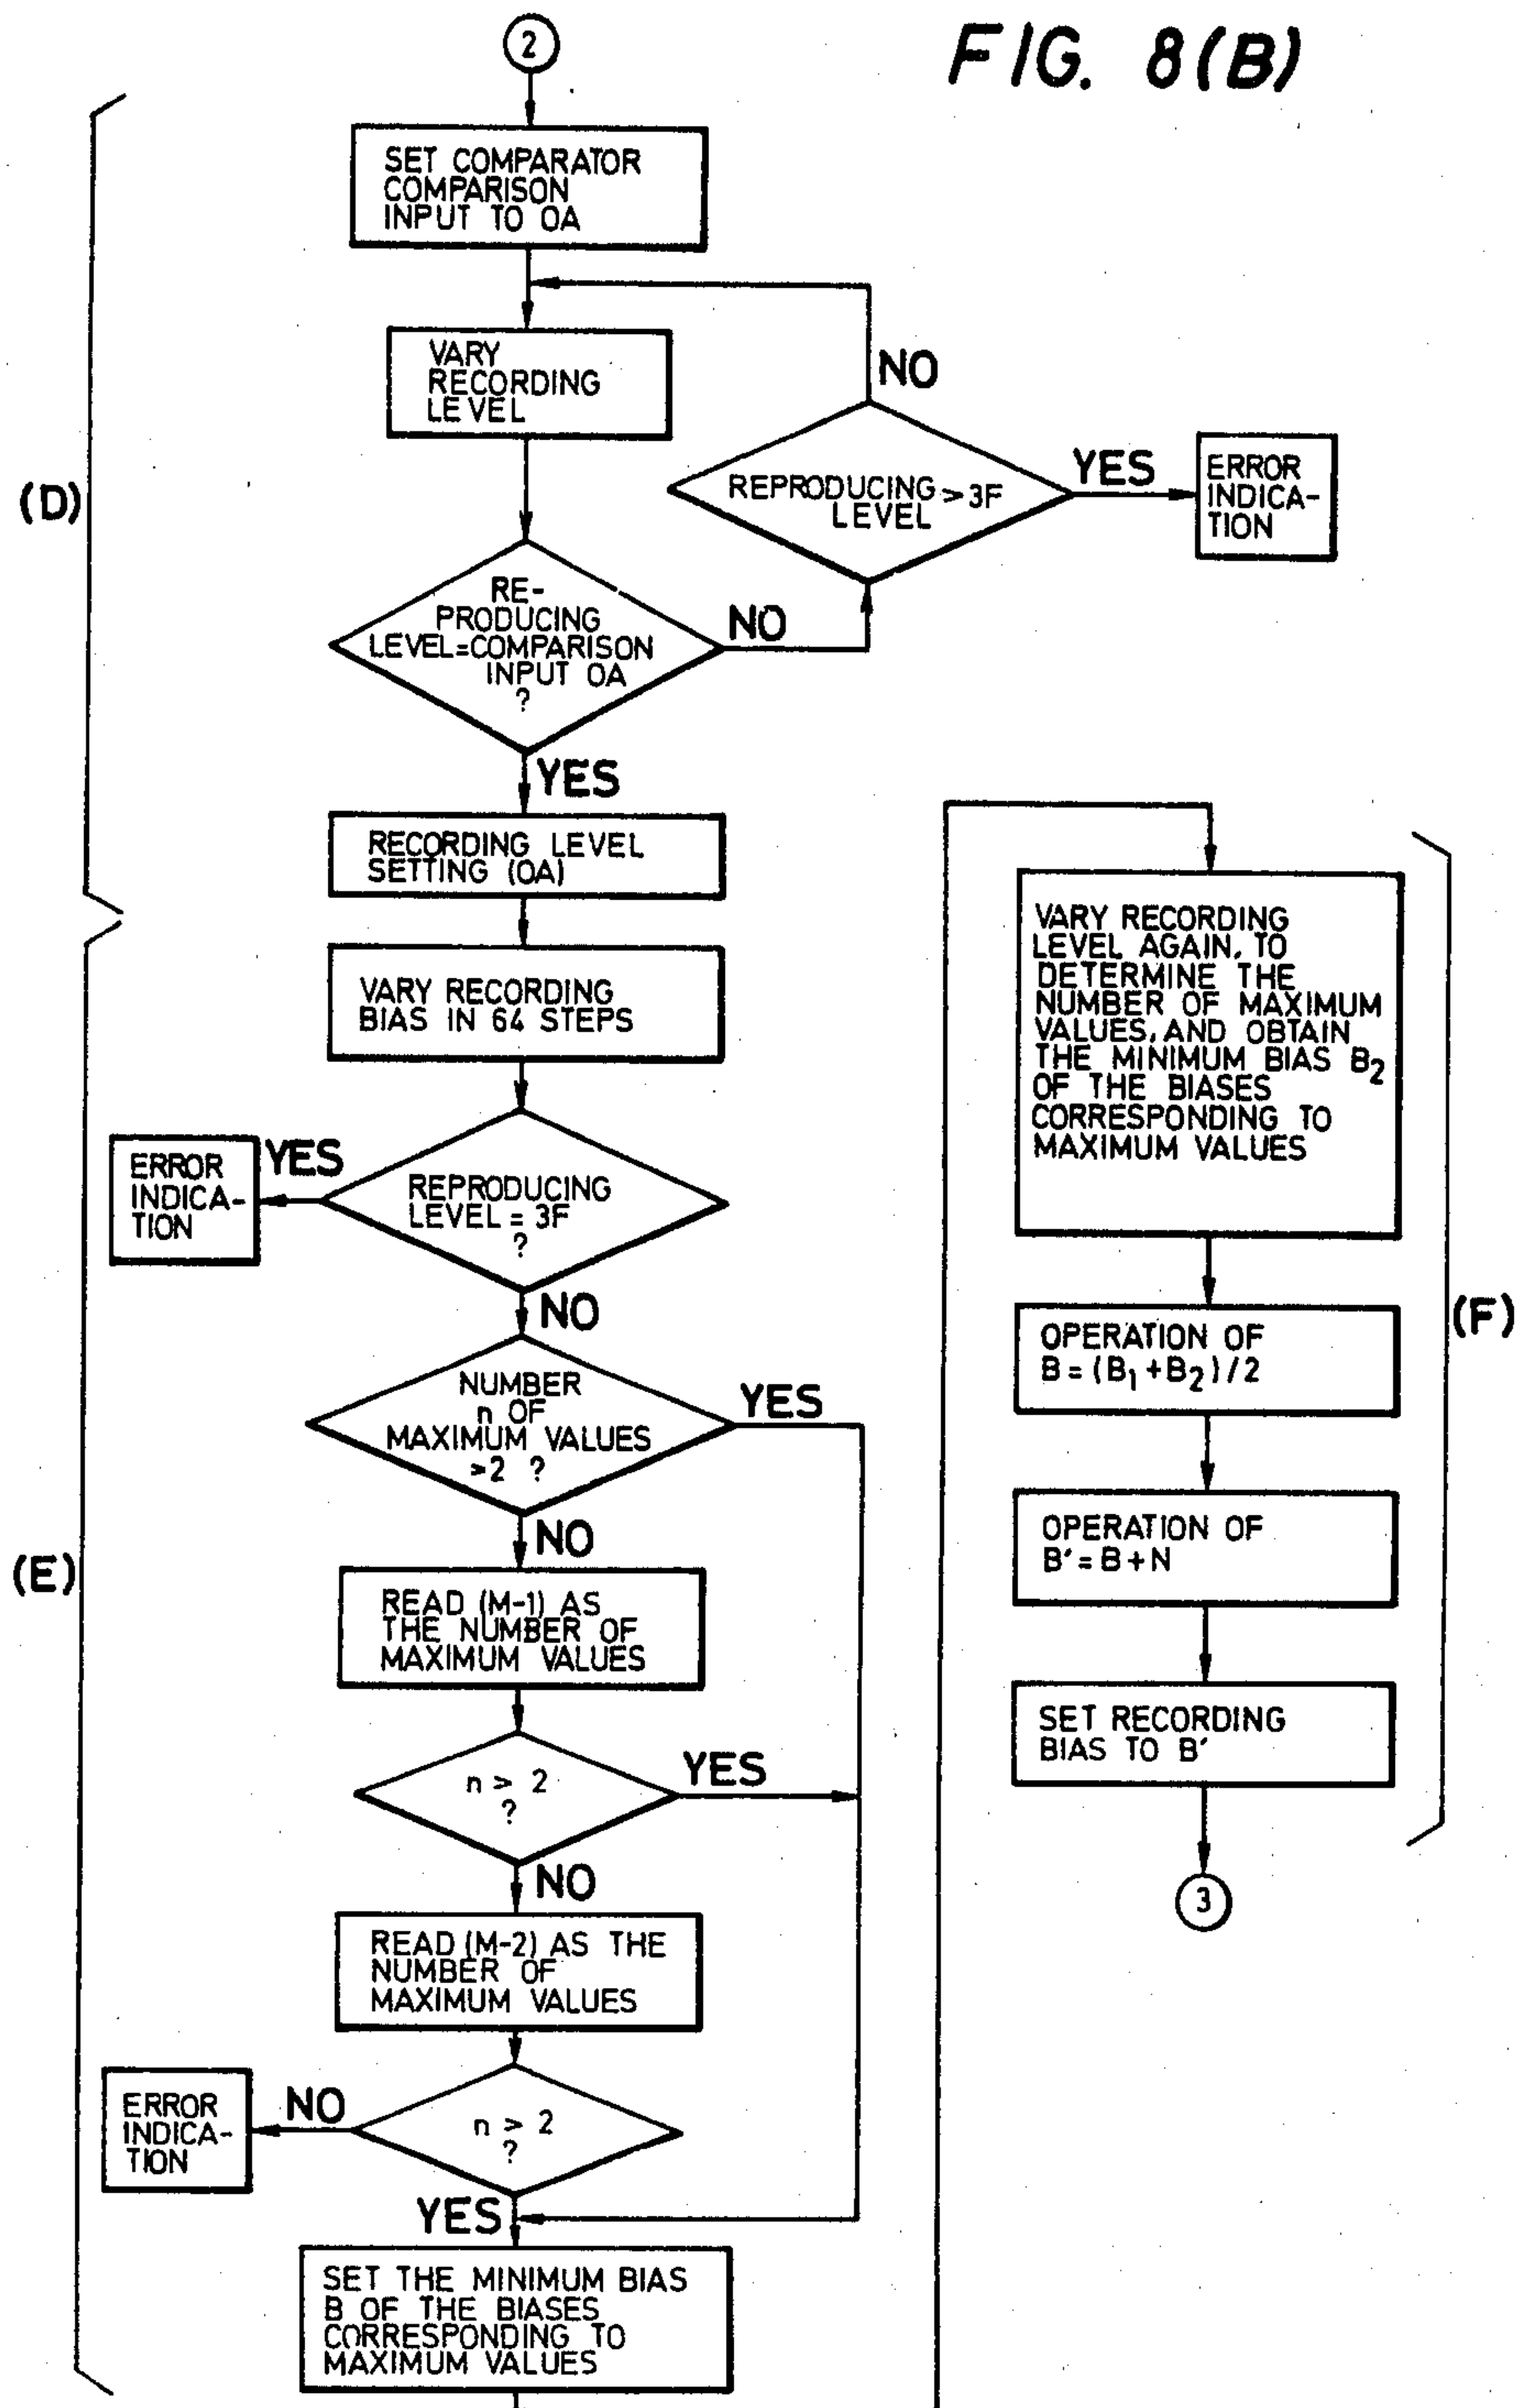 FIG. 8(B)
2
SET COMPARATOR
COMPARISON
INPUT TO 0A
VARY
RECORDING
LEVEL
NO
REPRODUCING > 3F
LEVEL
YES
ERROR
INDICA-
TION
(D)
RE-
PRODUCING
LEVEL=COMPARISON
INPUT 0A
?
NO
YES
RECORDING LEVEL
SETTING (0A)
VARY RECORDING
BIAS IN 64 STEPS
ERROR
INDICA-
TION
YES
REPRODUCING
LEVEL = 3F
?
NO
NUMBER
n OF
MAXIMUM VALUES
>2 ?
YES
NO
(E)
READ (M-1) AS
THE NUMBER OF
MAXIMUM VALUES
n > 2
?
YES
NO
READ (M-2) AS THE
NUMBER OF
MAXIMUM VALUES
ERROR
INDICA-
TION
NO
n > 2
?
YES
SET THE MINIMUM BIAS
B OF THE BIASES
CORRESPONDING TO
MAXIMUM VALUES
VARY RECORDING
LEVEL AGAIN, TO
DETERMINE THE
NUMBER OF MAXIMUM
VALUES, AND OBTAIN
THE MINIMUM BIAS B₂
OF THE BIASES
CORRESPONDING TO
MAXIMUM VALUES
(F)
OPERATION OF
B = (B₁ + B₂) / 2
OPERATION OF
B' = B + N
SET RECORDING
BIAS TO B'
3